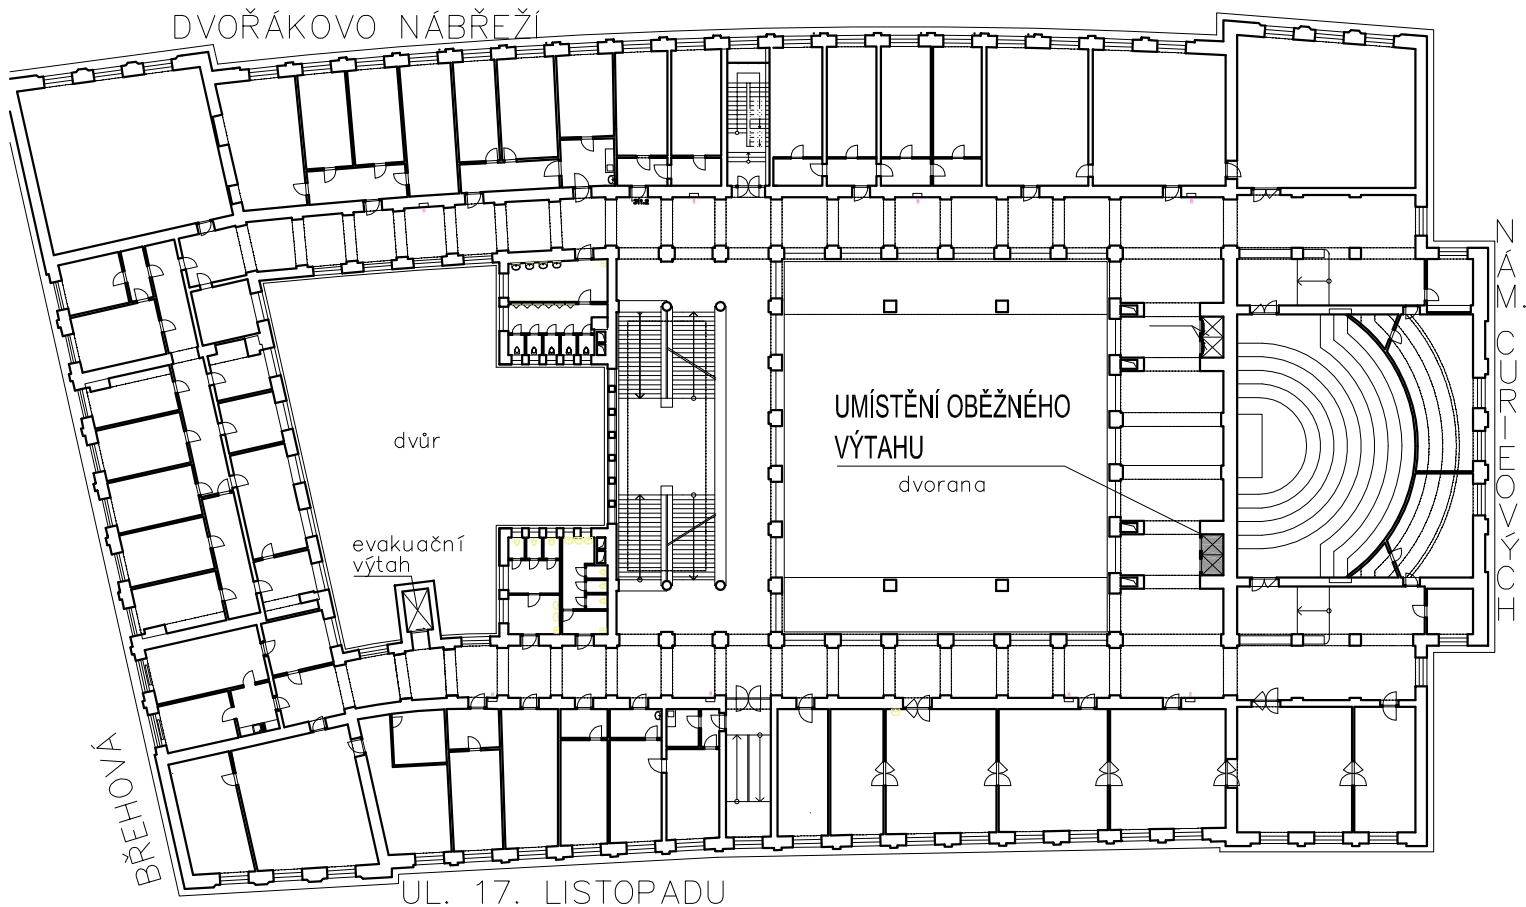 DVOŘÁKOVO NÁBŘEŽÍ
NÁM. CURIEOVÝCH
UMÍSTĚNÍ OBĚŽNÉHO
VÝTAHU
dvůr
dvorana
evakuační
výtah
BŘEHOVÁ
UL. 17. LISTOPADU